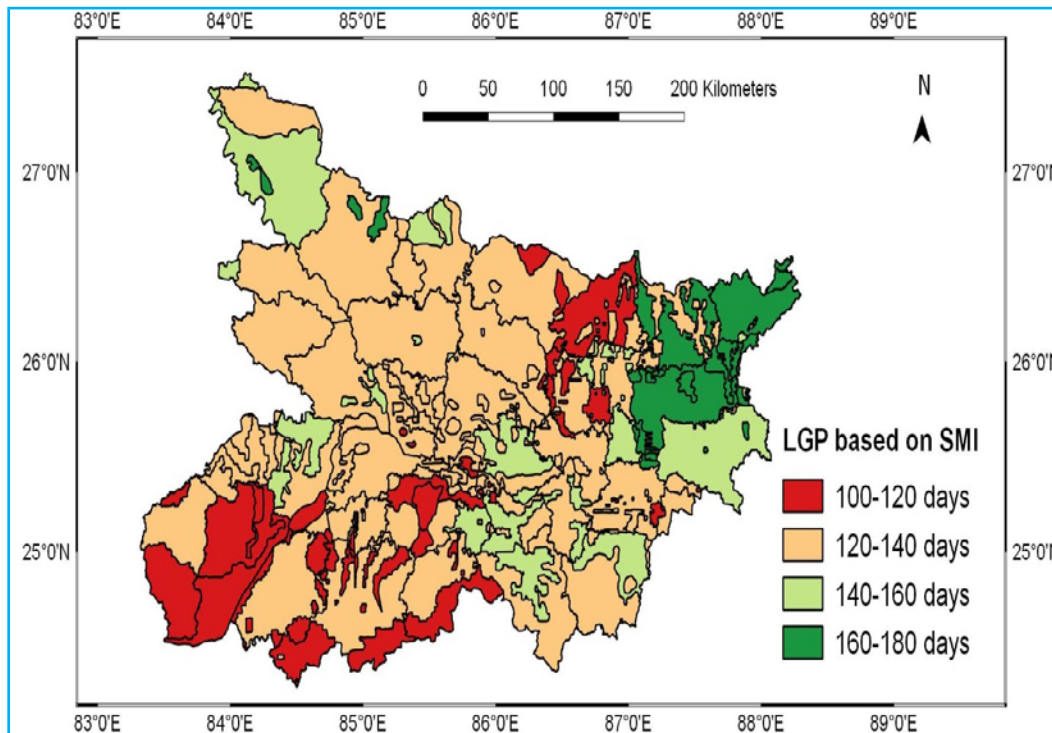 83°0'E 84°0'E 85°0'E 86°0'E 87°0'E 88°0'E 89°0'E
0 50 100 150 200 Kilometers
N
27°0'N 27°0'N
26°0'N 26°0'N
LGP based on SMI
100-120 days
25°0'N 25°0'N
120-140 days
140-160 days
160-180 days
83°0'E 84°0'E 85°0'E 86°0'E 87°0'E 88°0'E 89°0'E